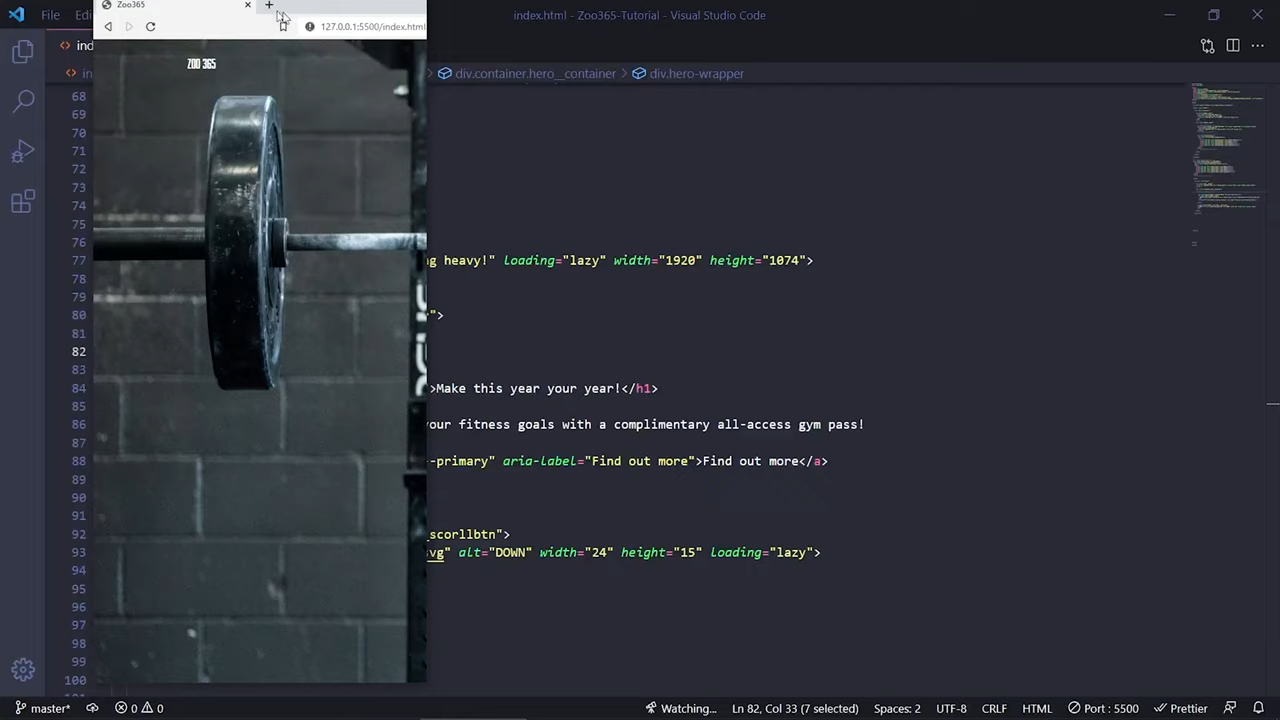 index.html - Zoo365-Tutorial - Visual Studio Code
File
Zoo365
127.0.0.1:5500/index.html
ZOO 365
ind
in
div.container.hero__container > div.hero-wrapper
68
69
70
71
72
73
74
75
76
77 g heavy!" loading="lazy" width="1920" height="1074">
78
79
80 ">
81
82
83
84 >Make this year your year!</h1>
85
86 your fitness goals with a complimentary all-access gym pass!
87
88 -primary" aria-label="Find out more">Find out more</a>
89
90
91
92 _scorllbtn">
93 svg" alt="DOWN" width="24" height="15" loading="lazy">
94
95
96
97
98
99
100
master* 0 0 Watching... Ln 82, Col 33 (7 selected) Spaces: 2 UTF-8 CRLF HTML Port : 5500 Prettier